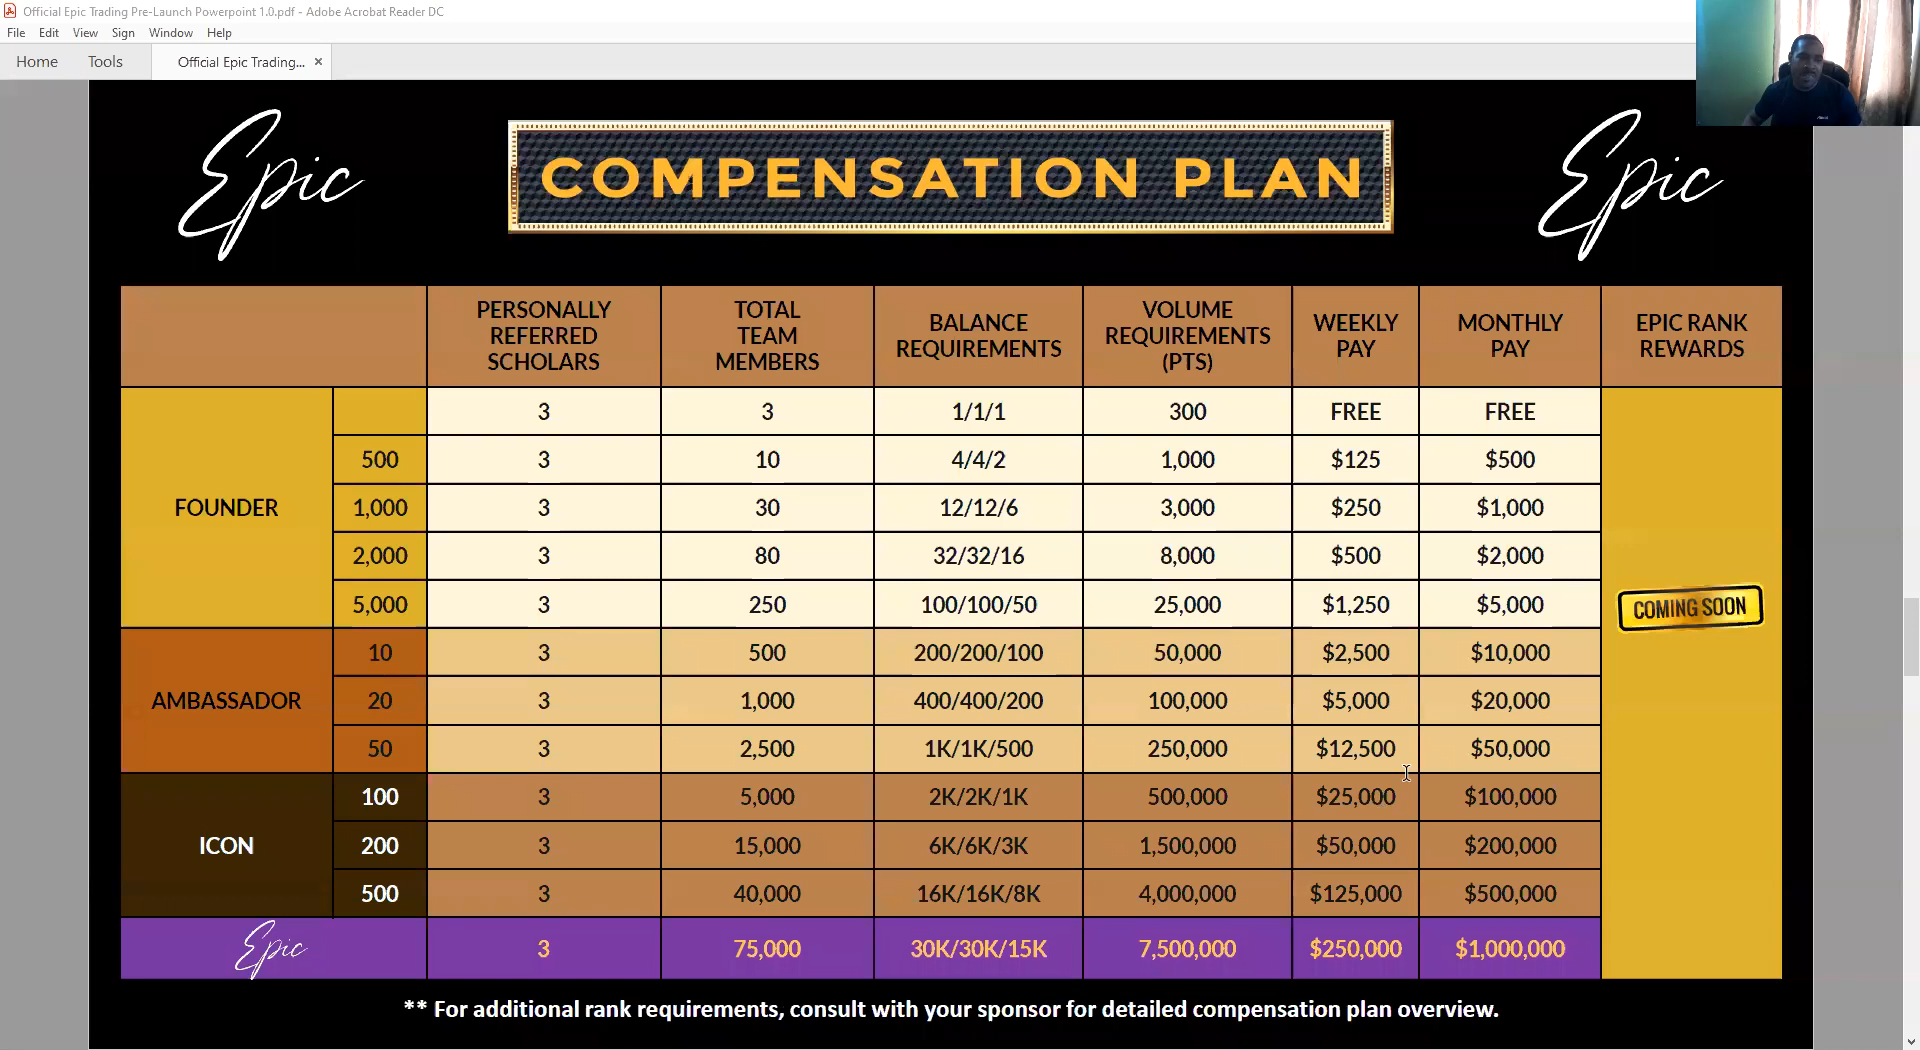 Official Epic Trading Pre-Launch Powerpoint 1.0.pdf - Adobe Acrobat Reader DC
File Edit View Sign Window Help
Home Tools Official Epic Trading... ×
Epic COMPENSATION PLAN Epic
PERSONALLY REFERRED SCHOLARS TOTAL TEAM MEMBERS BALANCE REQUIREMENTS VOLUME REQUIREMENTS (PTS) WEEKLY PAY MONTHLY PAY EPIC RANK REWARDS
3 3 1/1/1 300 FREE FREE
500 3 10 4/4/2 1,000 $125 $500
FOUNDER 1,000 3 30 12/12/6 3,000 $250 $1,000
2,000 3 80 32/32/16 8,000 $500 $2,000
5,000 3 250 100/100/50 25,000 $1,250 $5,000 COMING SOON
10 3 500 200/200/100 50,000 $2,500 $10,000
AMBASSADOR 20 3 1,000 400/400/200 100,000 $5,000 $20,000
50 3 2,500 1K/1K/500 250,000 $12,500 $50,000
100 3 5,000 2K/2K/1K 500,000 $25,000 $100,000
ICON 200 3 15,000 6K/6K/3K 1,500,000 $50,000 $200,000
500 3 40,000 16K/16K/8K 4,000,000 $125,000 $500,000
Epic 3 75,000 30K/30K/15K 7,500,000 $250,000 $1,000,000
** For additional rank requirements, consult with your sponsor for detailed compensation plan overview.